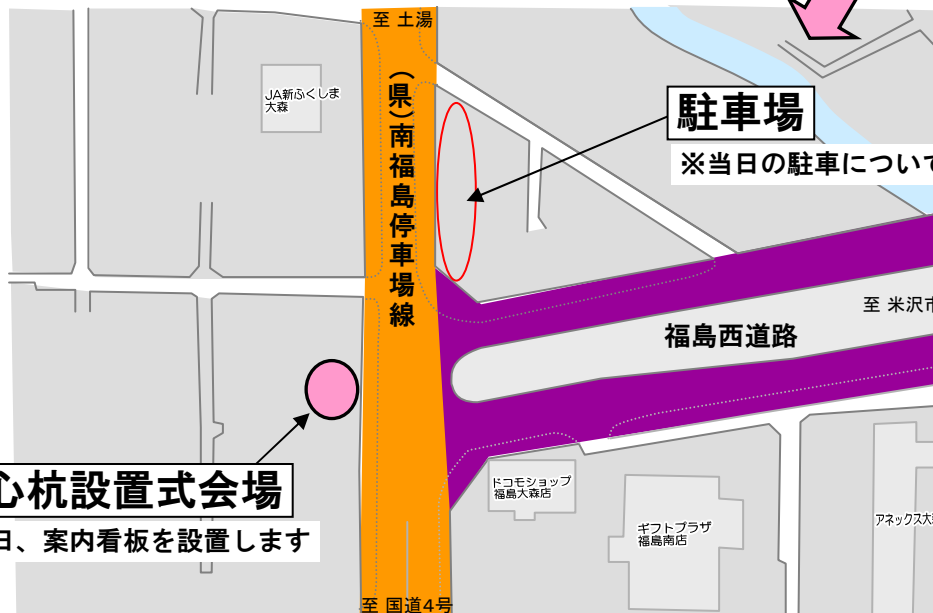 至 土湯
JA新ふくしま
大森
(県)南福島停車場線
駐車場
※当日の駐車について
至 米沢市
福島西道路
心杭設置式会場
日、案内看板を設置します
ドコモショップ
福島大森店
ギフトプラザ
福島南店
アネックス大
至 国道4号